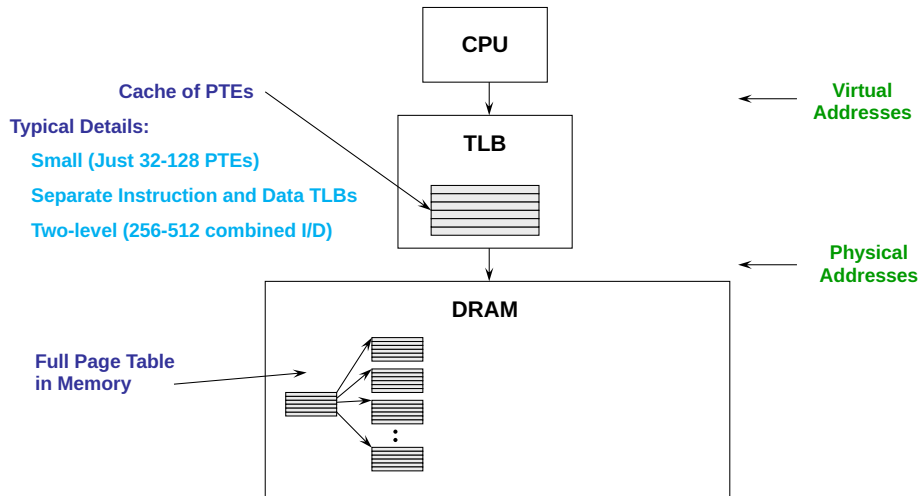 CPU
Cache of PTEs
Virtual
Addresses
Typical Details:
TLB
Small (Just 32-128 PTEs)
Separate Instruction and Data TLBs
Two-level (256-512 combined I/D)
Physical
Addresses
DRAM
Full Page Table
in Memory